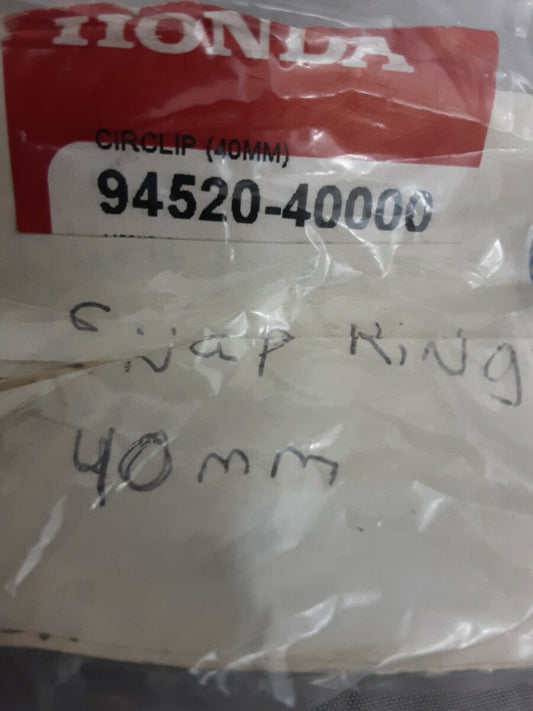 HONDA
CIRCLIP (40MM)
94520-40000
Snap Ring
40mm